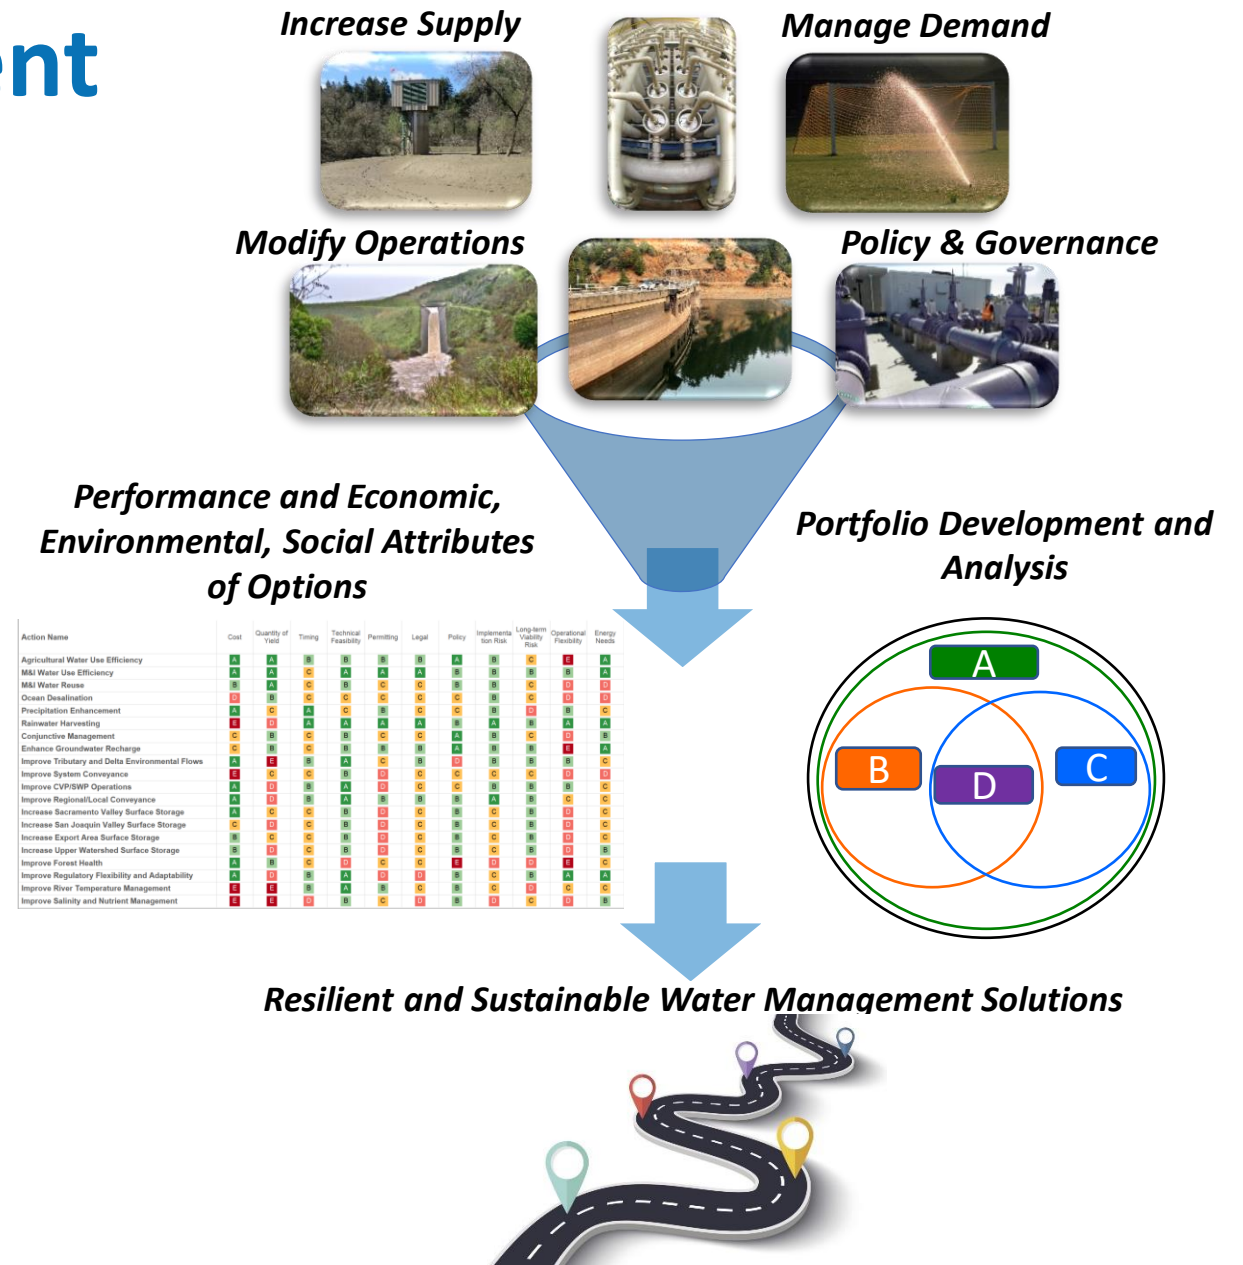 ent
Increase Supply
Manage Demand
Modify Operations
Policy & Governance
Performance and Economic,
Environmental, Social Attributes
of Options
Portfolio Development and
Analysis
Action Name Cost Quantity of Yield Timing Technical Feasibility Permitting Legal Policy Implementa tion Risk Long-term Viability Risk Operational Flexibility Energy Needs
Agricultural Water Use Efficiency A A B B B B A B C E A
M&I Water Use Efficiency A A C A A A B B B B A
M&I Water Reuse B A C B C C B B C D D
Ocean Desalination D B C C C C C B C D D
Precipitation Enhancement A C A C B C C B D B C
Rainwater Harvesting E D A A A A B A B A A
Conjunctive Management C B C B C C A B C D B
Enhance Groundwater Recharge C B C B B B A B B E A
Improve Tributary and Delta Environmental Flows A E B A C B D B B B C
Improve System Conveyance E C C B D C C C C D D
Improve CVP/SWP Operations A D B A D C C B B B C
Improve Regional/Local Conveyance A D B A B B B A B C C
Increase Sacramento Valley Surface Storage A C C B D C B C B D C
Increase San Joaquin Valley Surface Storage C D C B D C B C B D C
Increase Export Area Surface Storage B C C B D C B C B D C
Increase Upper Watershed Surface Storage B D C B D C B C B D B
Improve Forest Health A B C D C C E D D E C
Improve Regulatory Flexibility and Adaptability A D B A D D B C B A A
Improve River Temperature Management E E B A B C B C D C C
Improve Salinity and Nutrient Management E E D B C D B D C D B
A
B
D
C
Resilient and Sustainable Water Management Solutions